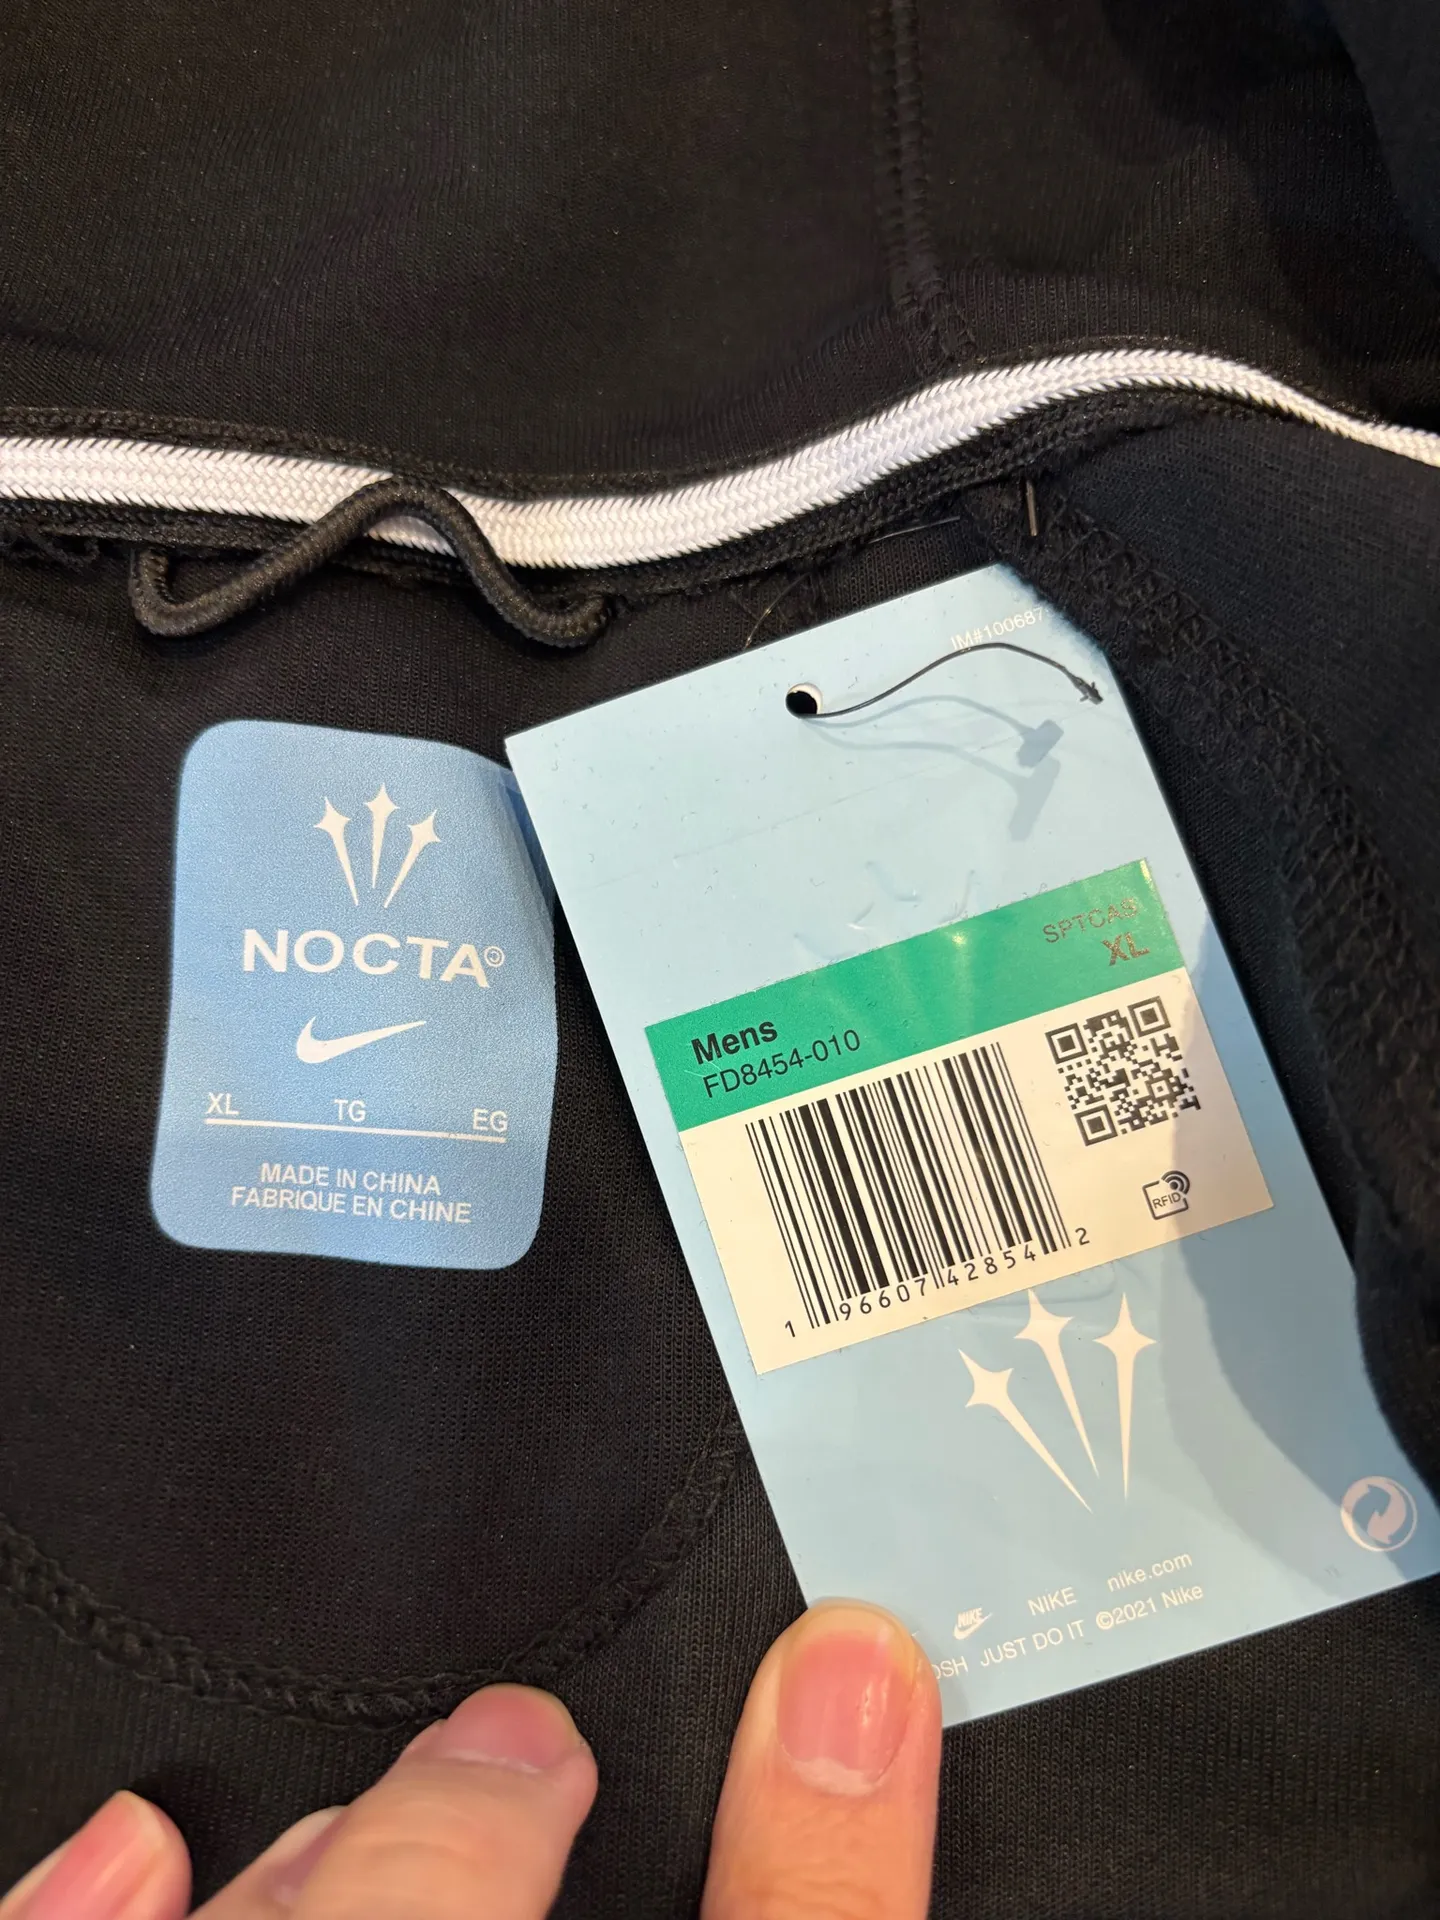 NOCTA©
XL TG EG
MADE IN CHINA
FABRIQUE EN CHINE
SPTCAS
XL
Mens
FD8454-010
RFID
1 96607 42854 2
NIKE NIKE nike.com
JUST DO IT ©2021 Nike